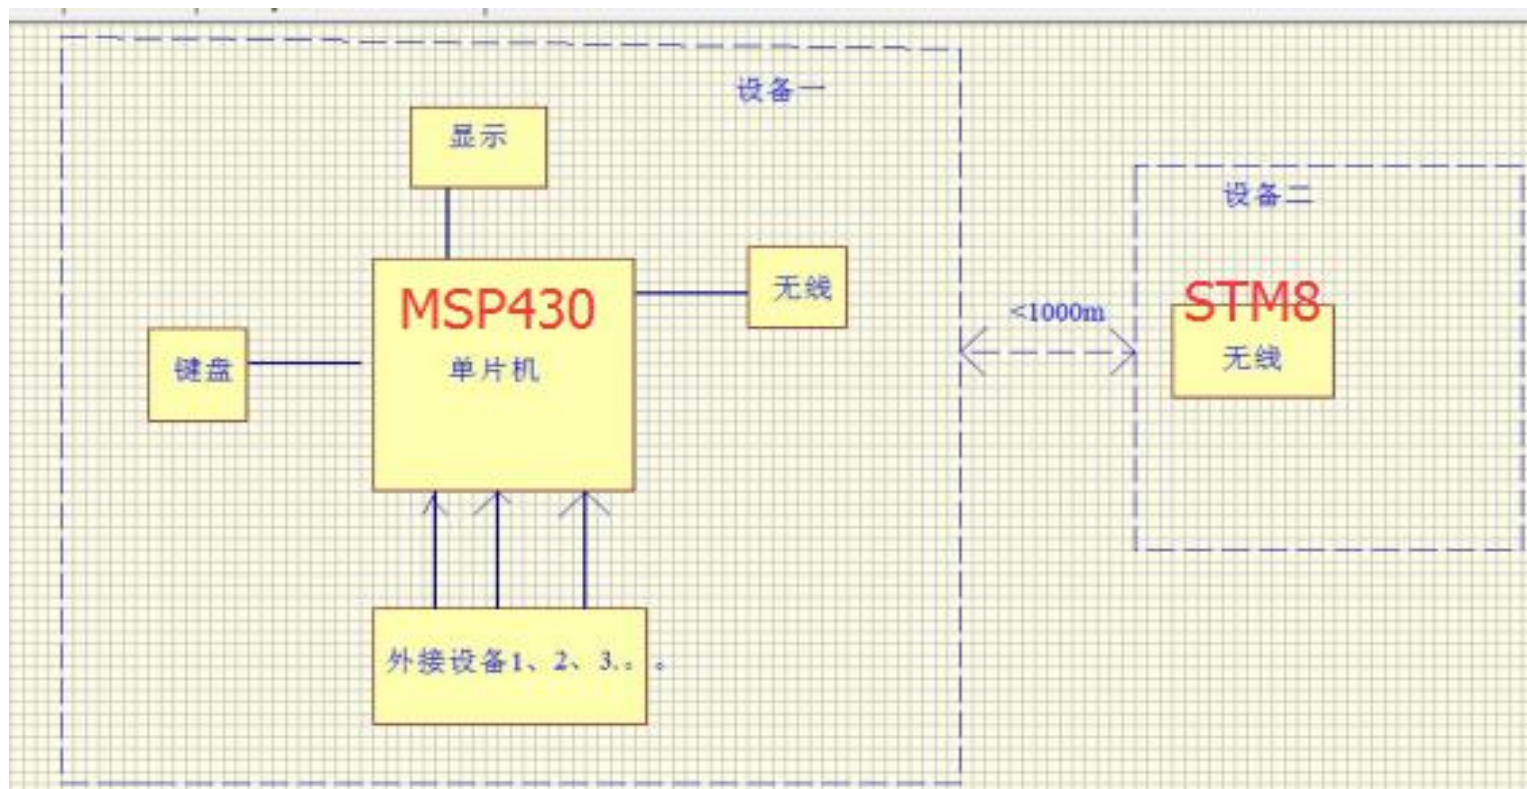 设备一
显示
设备二
MSP430
无线
STM8
<1000m
键盘
单片机
无线
外接设备1、2、3.。。